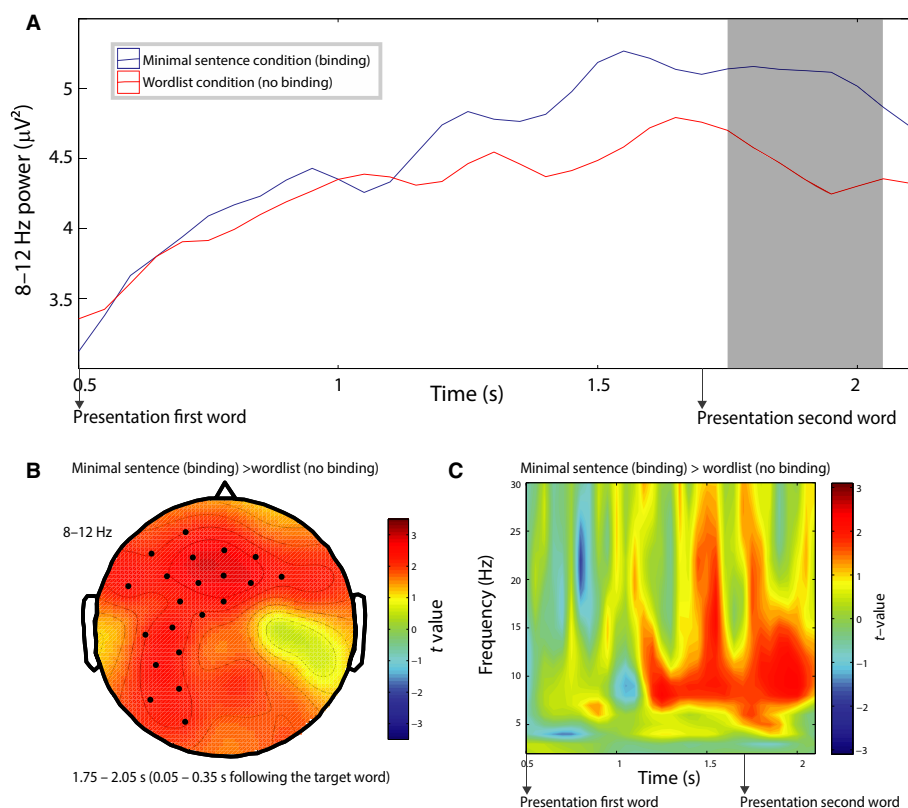 A
Minimal sentence condition (binding)
Wordlist condition (no binding)
8–12 Hz power (µV²)
5
4.5
4
3.5
0.5
1
1.5
2
Time (s)
Presentation first word
Presentation second word
B
Minimal sentence (binding) >wordlist (no binding)
8–12 Hz
3
2
1
0
−1
−2
−3
t value
1.75 – 2.05 s (0.05 – 0.35 s following the target word)
C
Minimal sentence (binding) > wordlist (no binding)
Frequency (Hz)
30
25
20
15
10
5
0.5
1
1.5
2
Time (s)
3
2
1
0
−1
−2
−3
t−value
Presentation first word
Presentation second word